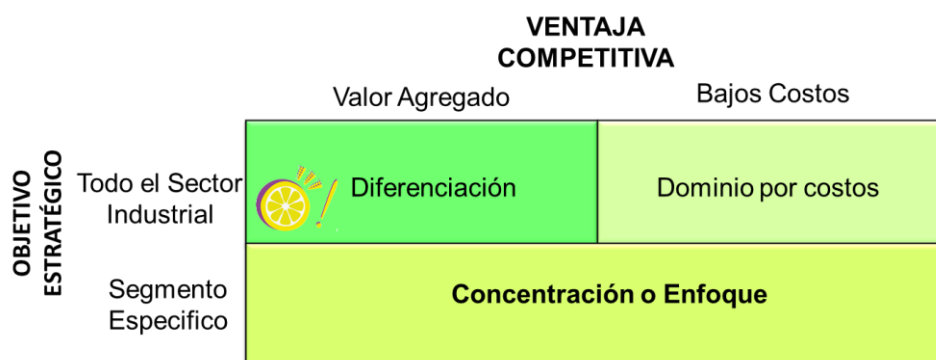 VENTAJA
COMPETITIVA
Valor Agregado
Bajos Costos
OBJETIVO
ESTRATÉGICO
Todo el Sector
Industrial
Diferenciación
Dominio por costos
Segmento
Especifico
Concentración o Enfoque